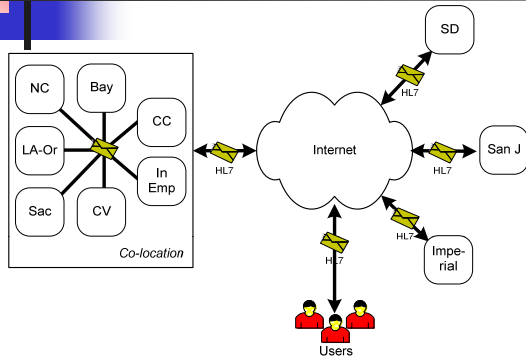 NC
Bay
CC
LA-Or
In
Emp
Sac
CV
Co-location
HL7
Internet
HL7
SD
HL7
San J
HL7
Impe-
rial
HL7
Users